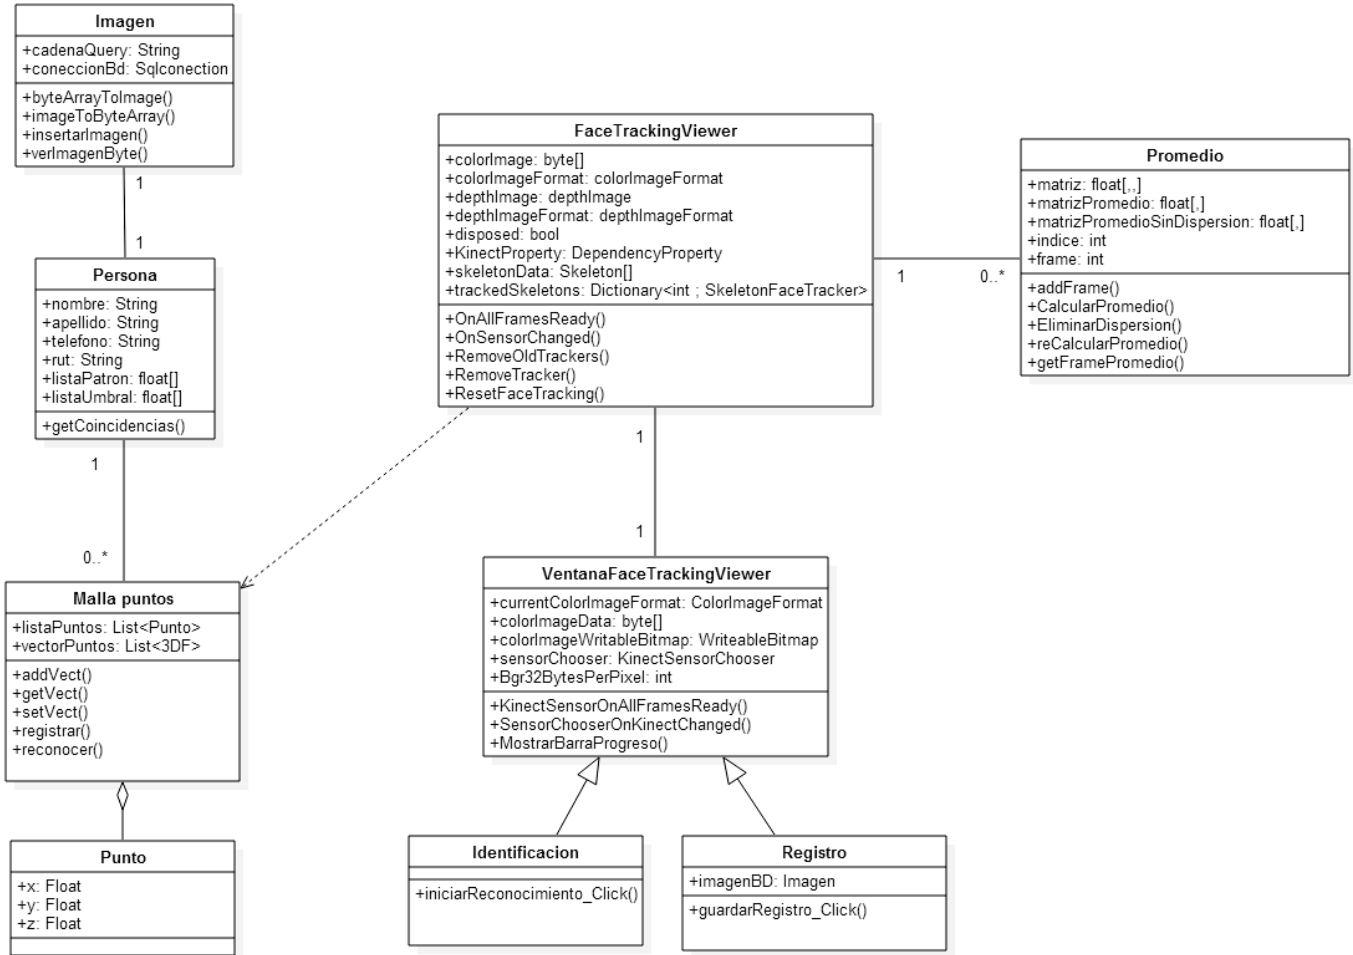 Imagen
+cadenaQuery: String
+coneccionBd: Sqlconection
+byteArrayToImage()
+imageToByteArray()
+insertarImagen()
+verImagenByte()
1
1
Persona
+nombre: String
+apellido: String
+telefono: String
+rut: String
+listaPatron: float[]
+listaUmbral: float[]
+getCoincidencias()
1
0..*
Malla puntos
+listaPuntos: List<Punto>
+vectorPuntos: List<3DF>
+addVect()
+getVect()
+setVect()
+registrar()
+reconocer()
Punto
+x: Float
+y: Float
+z: Float
FaceTrackingViewer
+colorImage: byte[]
+colorImageFormat: colorImageFormat
+depthImage: depthImage
+depthImageFormat: depthImageFormat
+disposed: bool
+KinectProperty: DependencyProperty
+skeletonData: Skeleton[]
+trackedSkeletons: Dictionary<int ; SkeletonFaceTracker>
+OnAllFramesReady()
+OnSensorChanged()
+RemoveOldTrackers()
+RemoveTracker()
+ResetFaceTracking()
1
0..*
Promedio
+matriz: float[,,]
+matrizPromedio: float[,]
+matrizPromedioSinDispersion: float[,]
+indice: int
+frame: int
+addFrame()
+CalcularPromedio()
+EliminarDispersion()
+reCalcularPromedio()
+getFramePromedio()
1
1
VentanaFaceTrackingViewer
+currentColorImageFormat: ColorImageFormat
+colorImageData: byte[]
+colorImageWritableBitmap: WriteableBitmap
+sensorChooser: KinectSensorChooser
+Bgr32BytesPerPixel: int
+KinectSensorOnAllFramesReady()
+SensorChooserOnKinectChanged()
+MostrarBarraProgreso()
Identificacion
+iniciarReconocimiento_Click()
Registro
+imagenBD: Imagen
+guardarRegistro_Click()